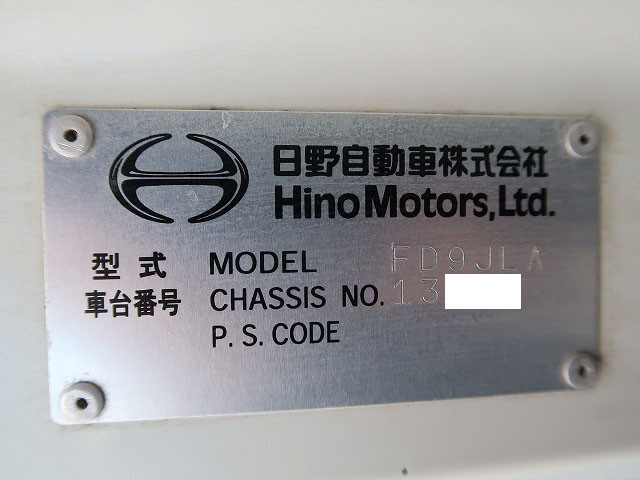 日野自動車株式会社
Hino Motors, Ltd.
型式 MODEL FD9JLA
車台番号 CHASSIS NO. 13
P.S. CODE